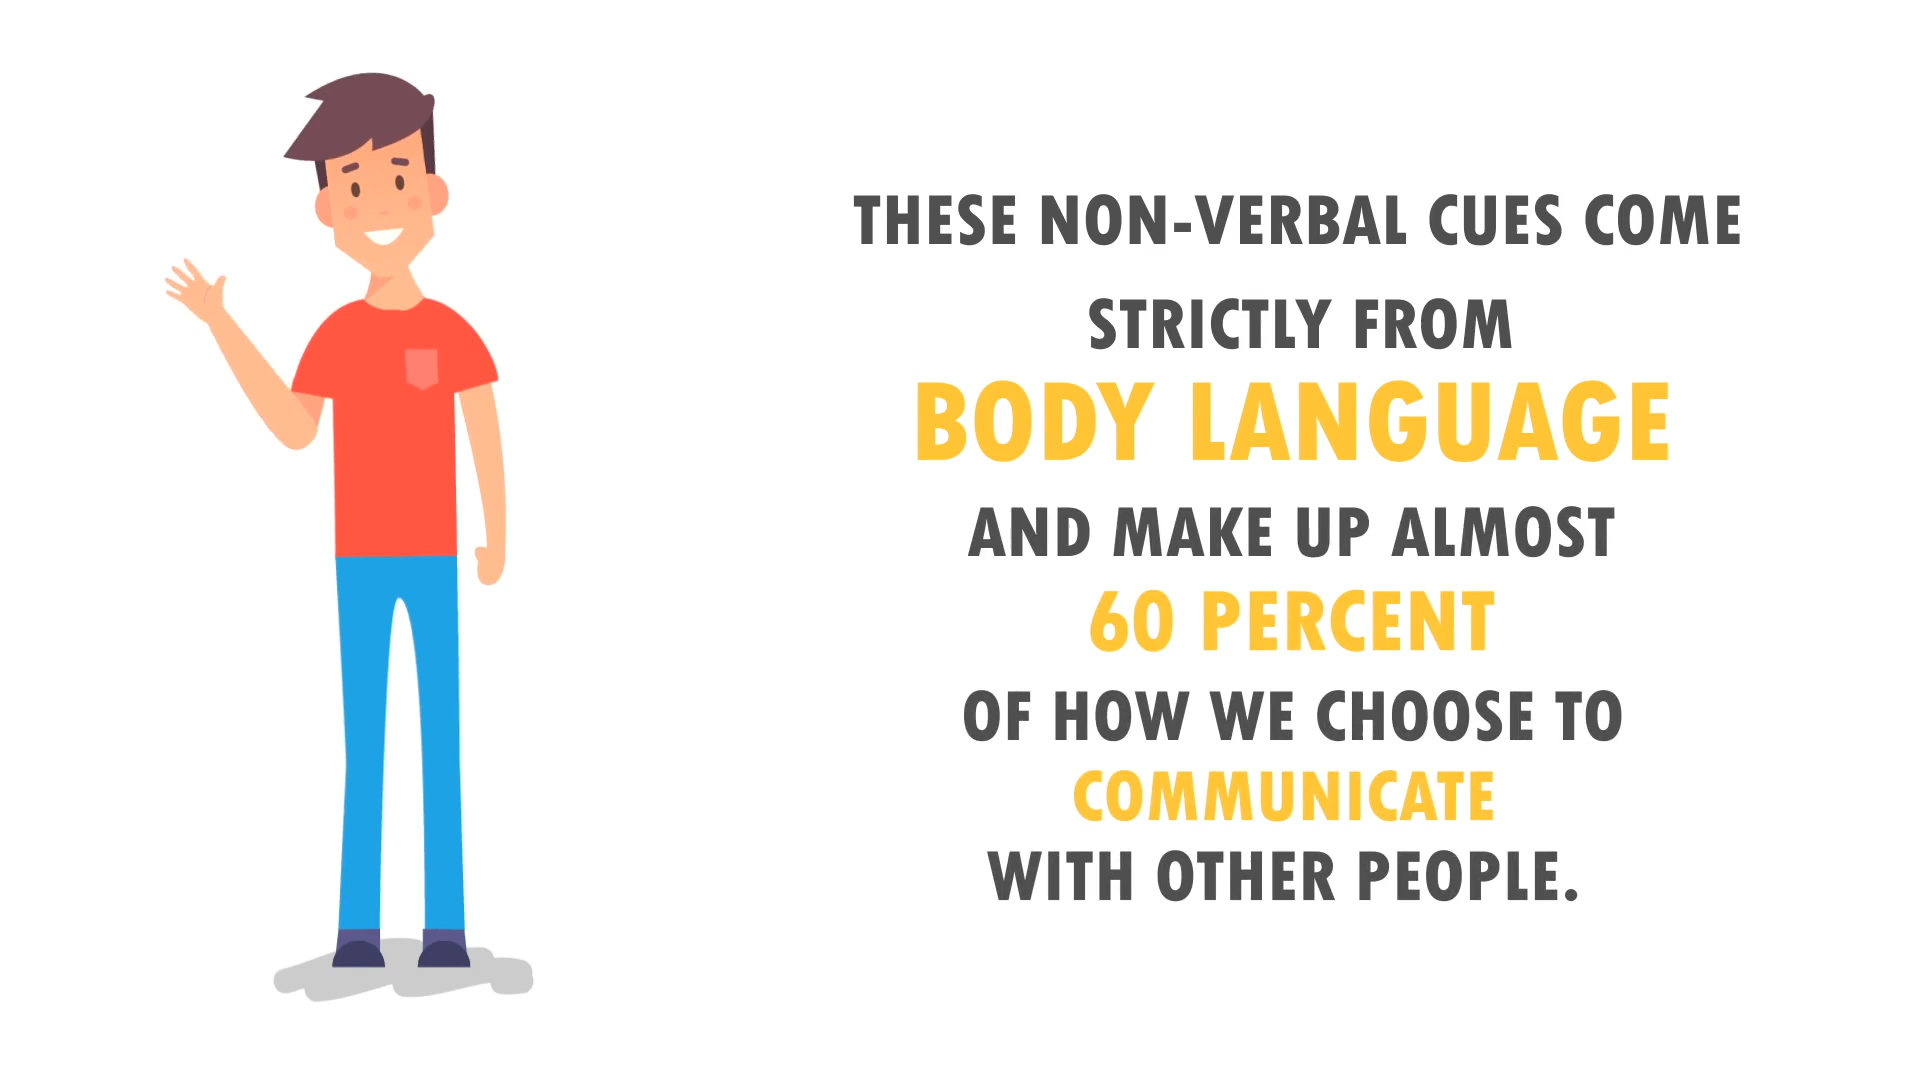 THESE NON-VERBAL CUES COME
STRICTLY FROM
BODY LANGUAGE
AND MAKE UP ALMOST
60 PERCENT
OF HOW WE CHOOSE TO
COMMUNICATE
WITH OTHER PEOPLE.